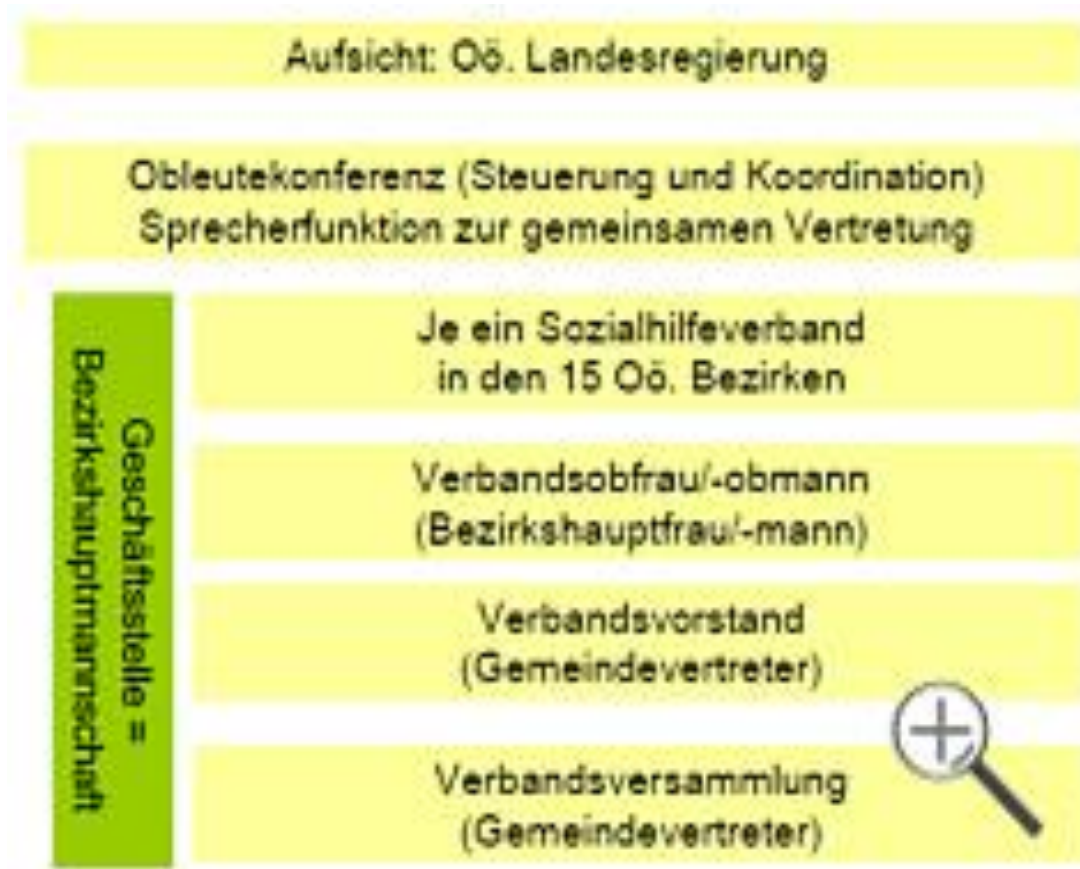 Aufsicht: Oö. Landesregierung
Obleutekonferenz (Steuerung und Koordination)
Sprecherfunktion zur gemeinsamen Vertretung
Geschäftsstelle =
Bezirkshauptmannschaft
Je ein Sozialhilfeverband
in den 15 Oö. Bezirken
Verbandsobfrau/-obmann
(Bezirkshauptfrau/-mann)
Verbandsvorstand
(Gemeindevertreter)
Verbandsversammlung
(Gemeindevertreter)